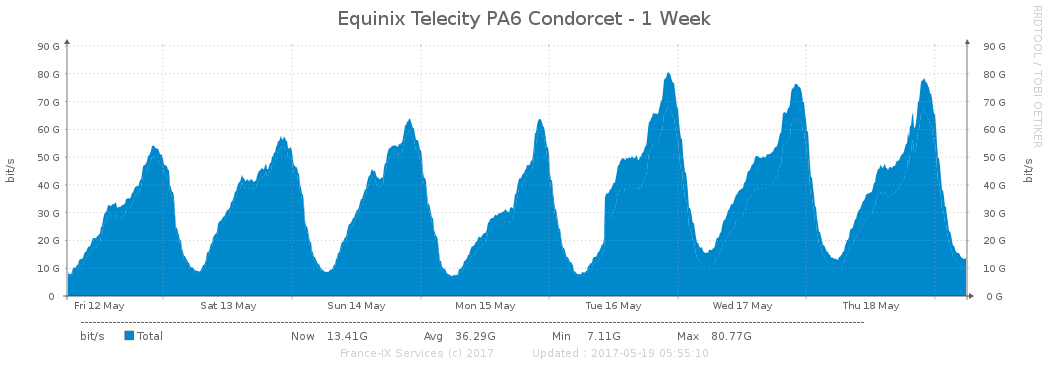 Equinix Telecity PA6 Condorcet - 1 Week
RRDTOOL / TOBI OETIKER
90 G 90 G
80 G 80 G
70 G 70 G
60 G 60 G
50 G 50 G
40 G 40 G
30 G 30 G
20 G 20 G
10 G 10 G
0 0 G
bit/s
bit/s
Fri 12 May Sat 13 May Sun 14 May Mon 15 May Tue 16 May Wed 17 May Thu 18 May
bit/s Total Now 13.41G Avg 36.29G Min 7.11G Max 80.77G
France-IX Services (c) 2017 Updated : 2017-05-19 05:55:10